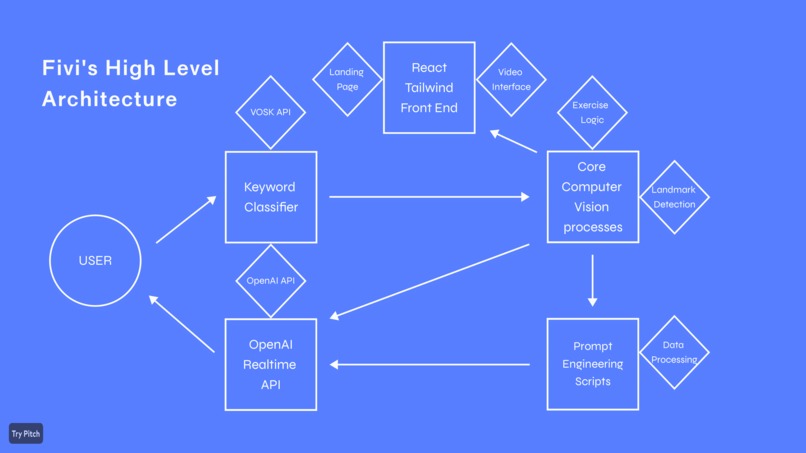 Fivi's High Level
Architecture
Landing
Page
React
Tailwind
Front End
Video
Interface
VOSK API
Exercise
Logic
Keyword
Classifier
Core
Computer
Vision
processes
Landmark
Detection
USER
OpenAI API
OpenAI
Realtime
API
Prompt
Engineering
Scripts
Data
Processing
Try Pitch